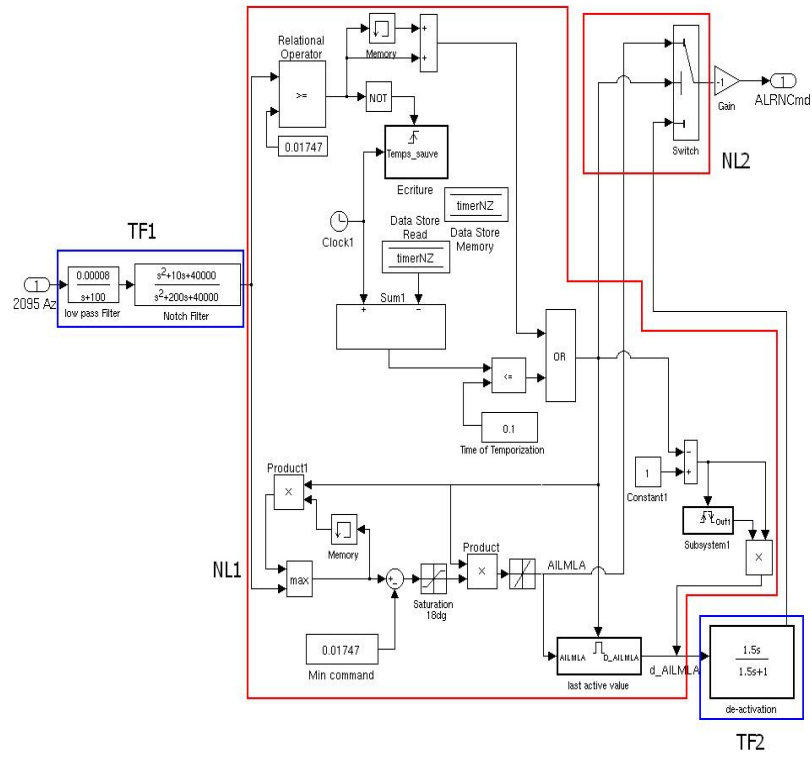 Relational
Operator
>=
0.01747
Memory
+
+
NOT
Temps_sauve
Ecriture
Clock1
timerNZ
Data Store
Memory
Data Store
Read
timerNZ
TF1
1
2095 Az
0.00008
s+100
low pass Filter
s²+10s+40000
s²+200s+40000
Notch Filter
Sum1
+
−
<=
OR
0.1
Time of Temporization
Switch
NL2
-1
Gain
1
ALRNCmd
1
Constant1
−
+
Out1
Subsystem1
×
Product1
×
Memory
NL1
max
+
-
Saturation
18dg
Product
×
AILMLA
0.01747
Min command
AILMLA
D_AILMLA
last active value
d_AILMLA
1.5s
1.5s+1
de-activation
TF2